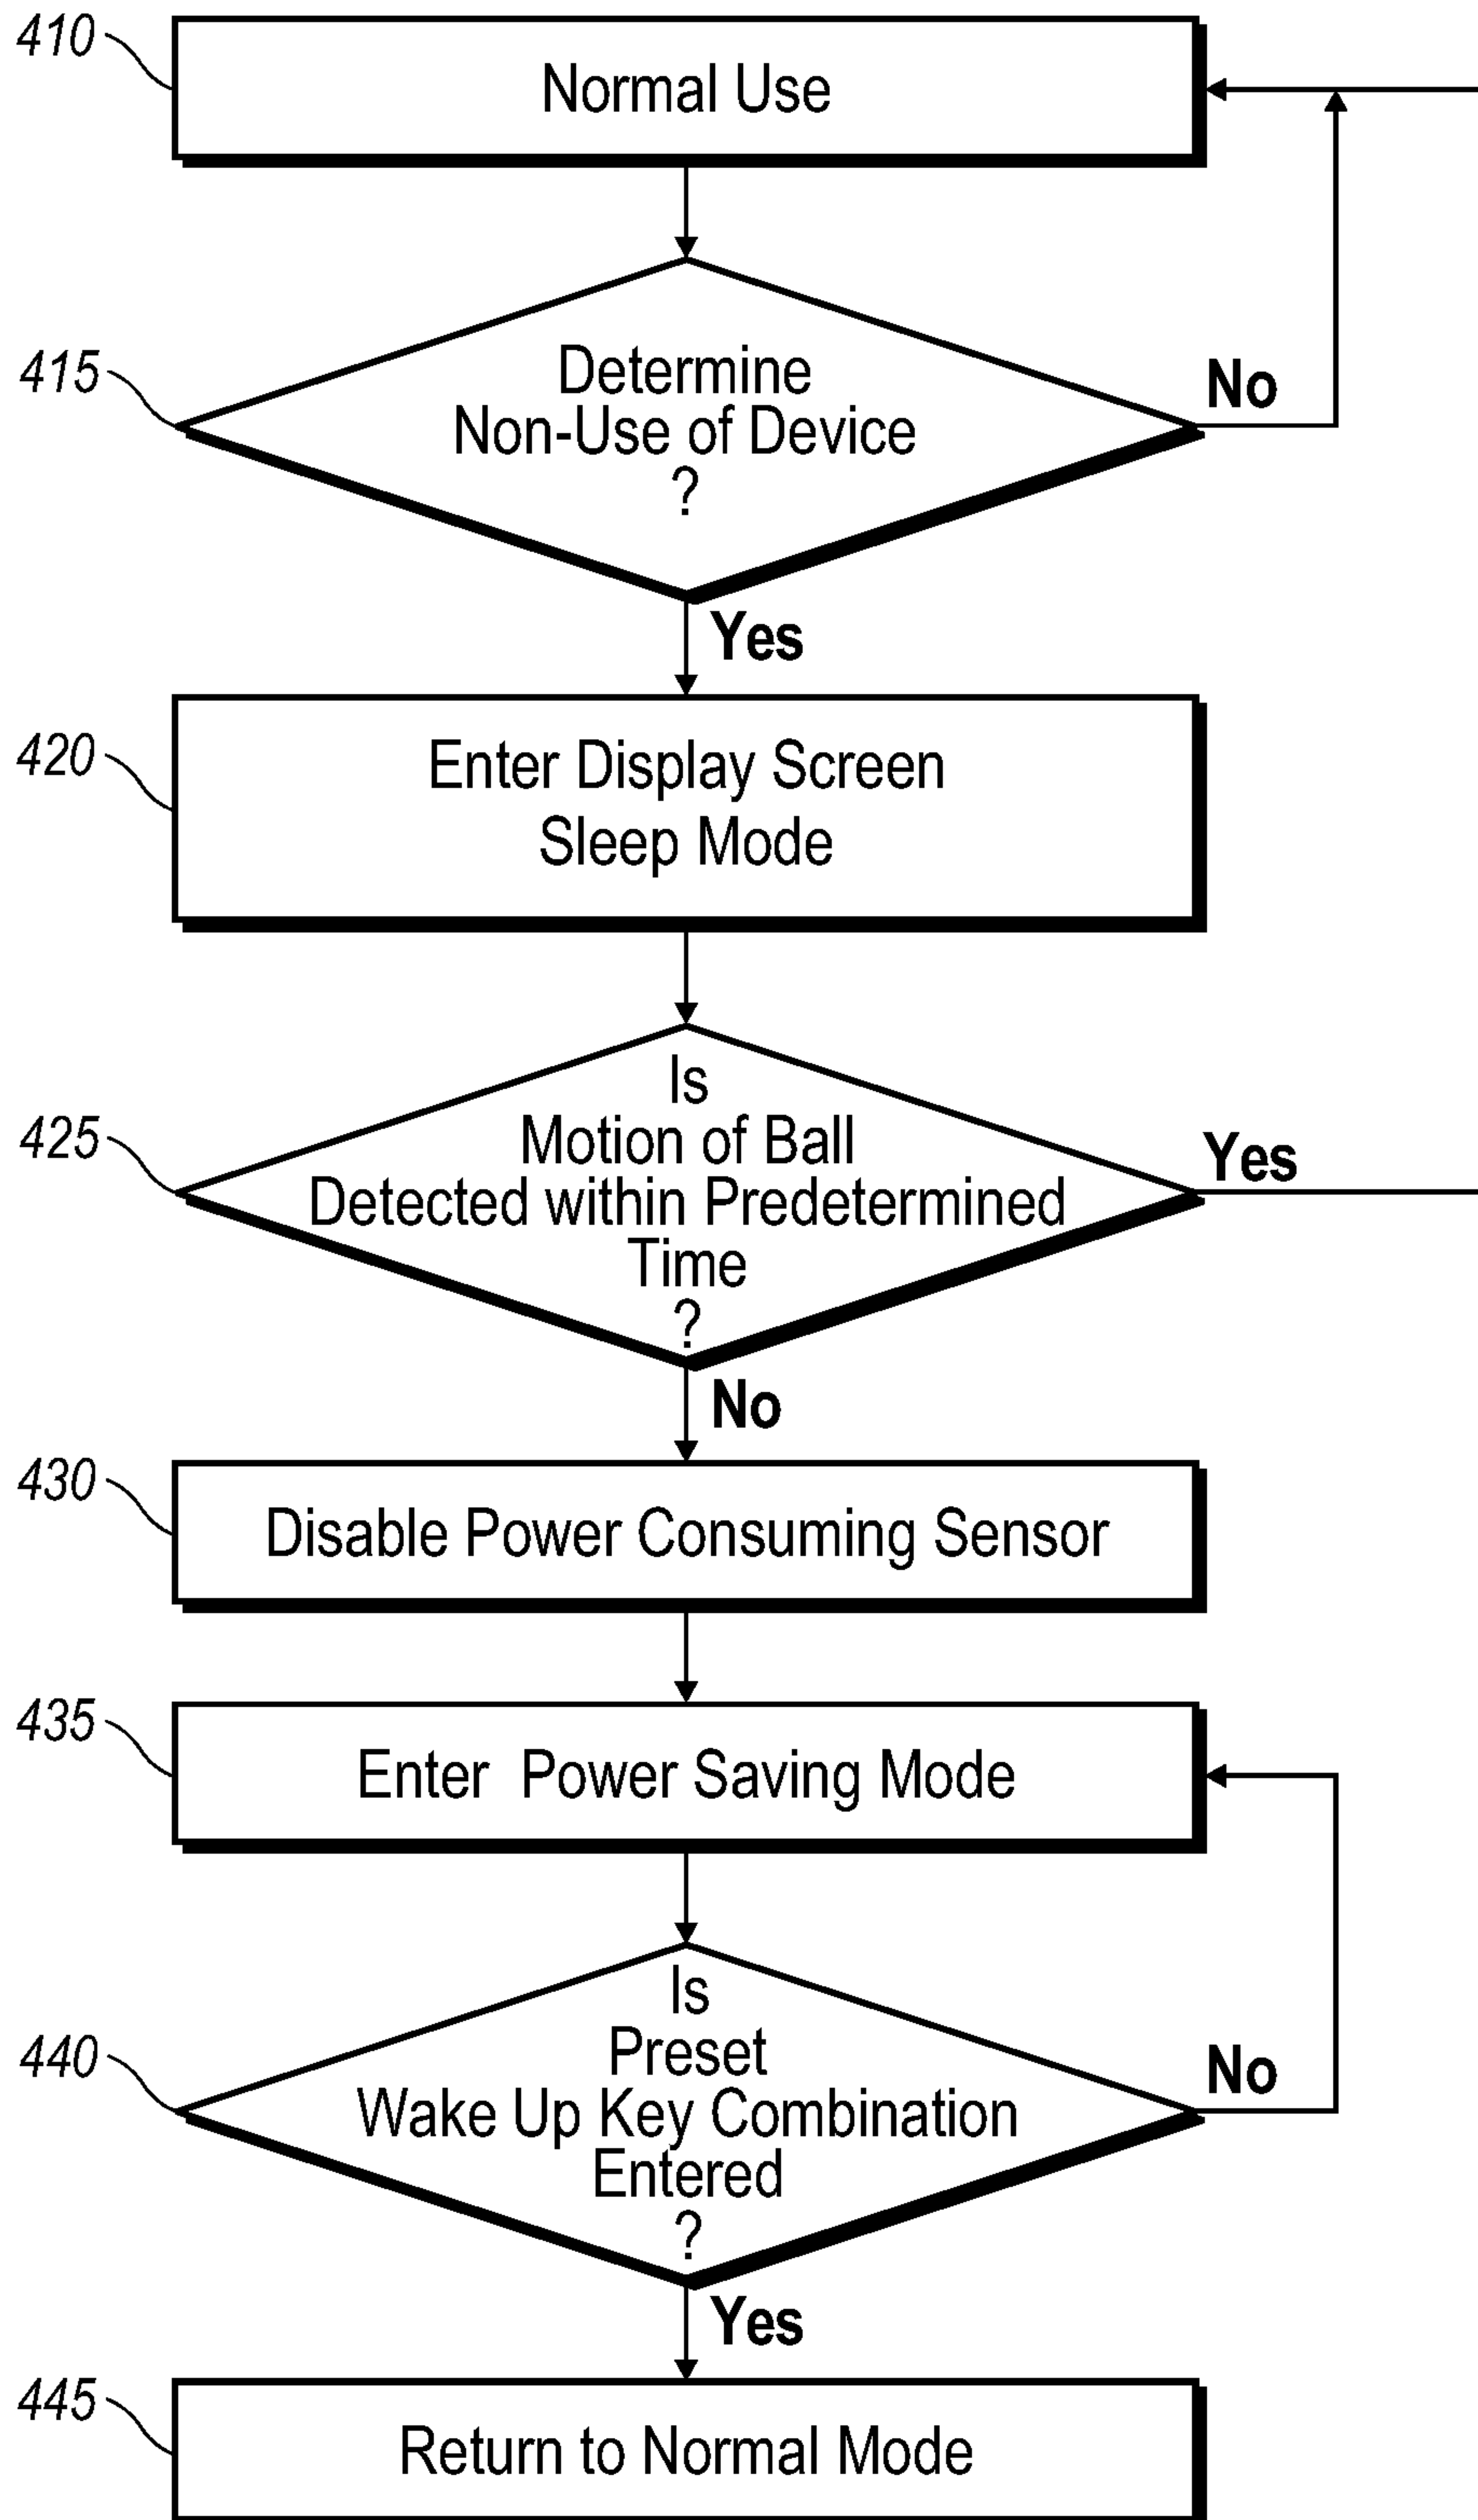 410
Normal Use
415
Determine
Non-Use of Device
?
No
Yes
420
Enter Display Screen
Sleep Mode
425
Is
Motion of Ball
Detected within Predetermined
Time
?
Yes
No
430
Disable Power Consuming Sensor
435
Enter Power Saving Mode
440
Is
Preset
Wake Up Key Combination
Entered
?
No
Yes
445
Return to Normal Mode